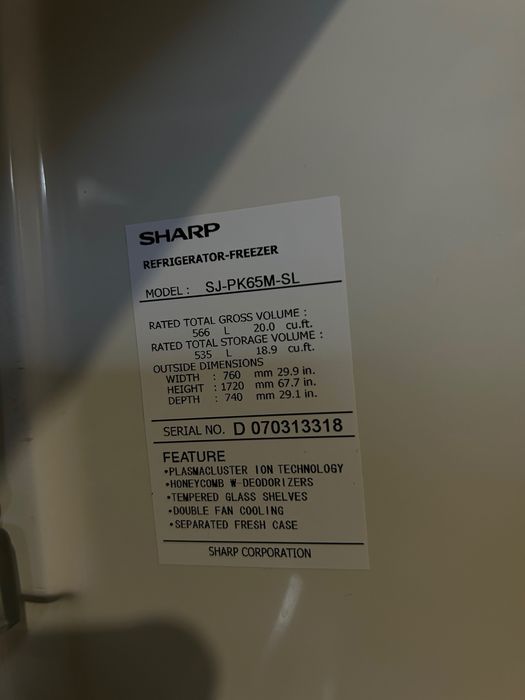 SHARP
REFRIGERATOR-FREEZER
MODEL : SJ-PK65M-SL
RATED TOTAL GROSS VOLUME :
566 L 20.0 cu.ft.
RATED TOTAL STORAGE VOLUME :
535 L 18.9 cu.ft.
OUTSIDE DIMENSIONS
WIDTH : 760 mm 29.9 in.
HEIGHT : 1720 mm 67.7 in.
DEPTH : 740 mm 29.1 in.
SERIAL NO. D 070313318
FEATURE
•PLASMACLUSTER ION TECHNOLOGY
•HONEYCOMB W-DEODORIZERS
•TEMPERED GLASS SHELVES
•DOUBLE FAN COOLING
•SEPARATED FRESH CASE
SHARP CORPORATION